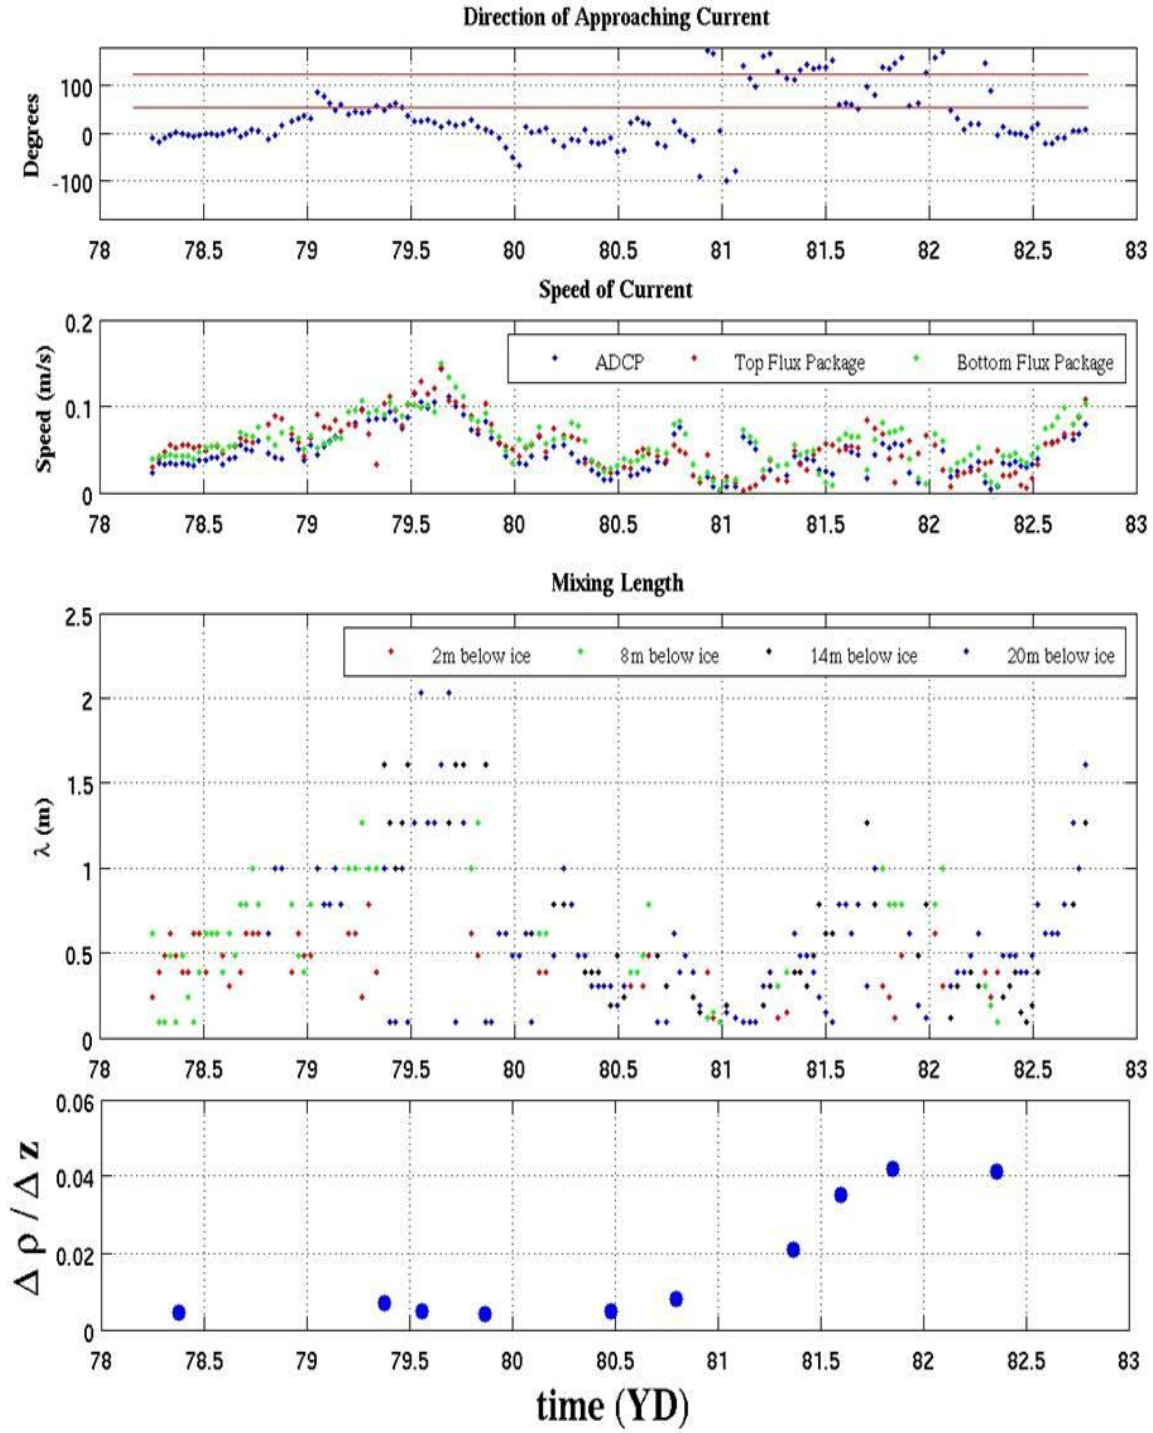 Direction of Approaching Current
Degrees
100
0
-100
78 78.5 79 79.5 80 80.5 81 81.5 82 82.5 83
Speed of Current
Speed (m/s)
0.2
0.1
0
ADCP Top Flux Package Bottom Flux Package
78 78.5 79 79.5 80 80.5 81 81.5 82 82.5 83
Mixing Length
λ (m)
2.5
2
1.5
1
0.5
0
2m below ice 8m below ice 14m below ice 20m below ice
78 78.5 79 79.5 80 80.5 81 81.5 82 82.5 83
Δ ρ / Δ z
0.06
0.04
0.02
0
78 78.5 79 79.5 80 80.5 81 81.5 82 82.5 83
time (YD)